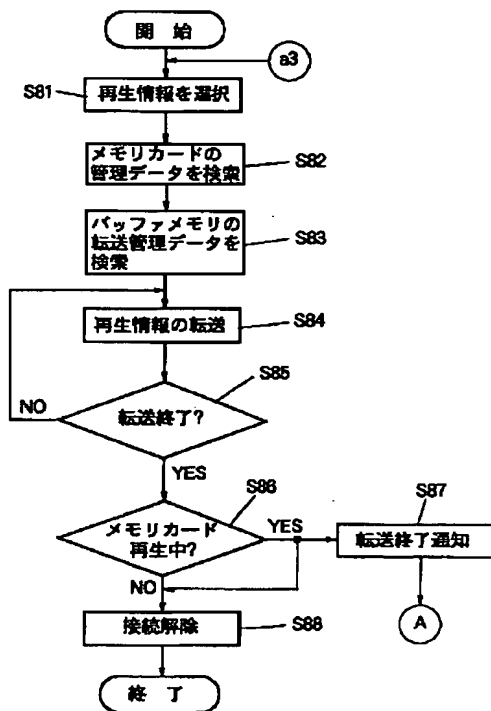 開 始
a3
S81
再生情報を選択
メモリカードの
管理データを検索
S82
バッファメモリの
転送管理データを
検索
S83
再生情報の転送
S84
S85
転送終了?
NO
YES
S86
メモリカード
再生中?
YES
S87
転送終了通知
NO
A
接続解除
S88
終 了